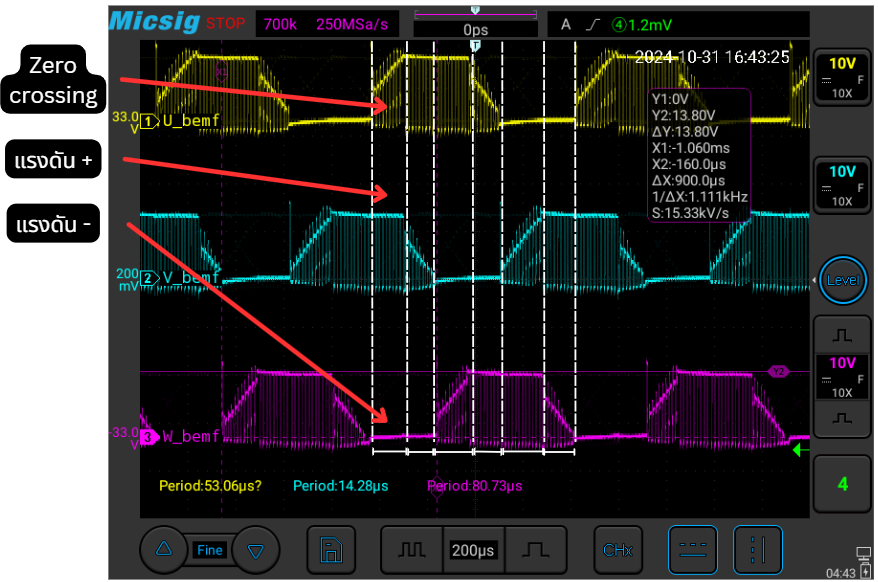 Micsig STOP 700k 250MSa/s 0ps A ④1.2mV
T
2024-10-31 16:43:25
Zero
crossing
แรงดัน +
แรงดัน -
X1
33.0
V
1 U_bemf
Y1:0V
Y2:13.80V
ΔY:13.80V
X1:-1.060ms
X2:-160.0µs
ΔX:900.0µs
1/ΔX:1.111kHz
S:15.33kV/s
200
mV
2 V_bemf
Y2
-33.0
V
3 W_bemf
Period:53.06µs?
Period:14.28µs
Period:80.73µs
10V
F
10X
10V
F
10X
Level
10V
F
10X
4
Fine
200µs
CHx
04:43